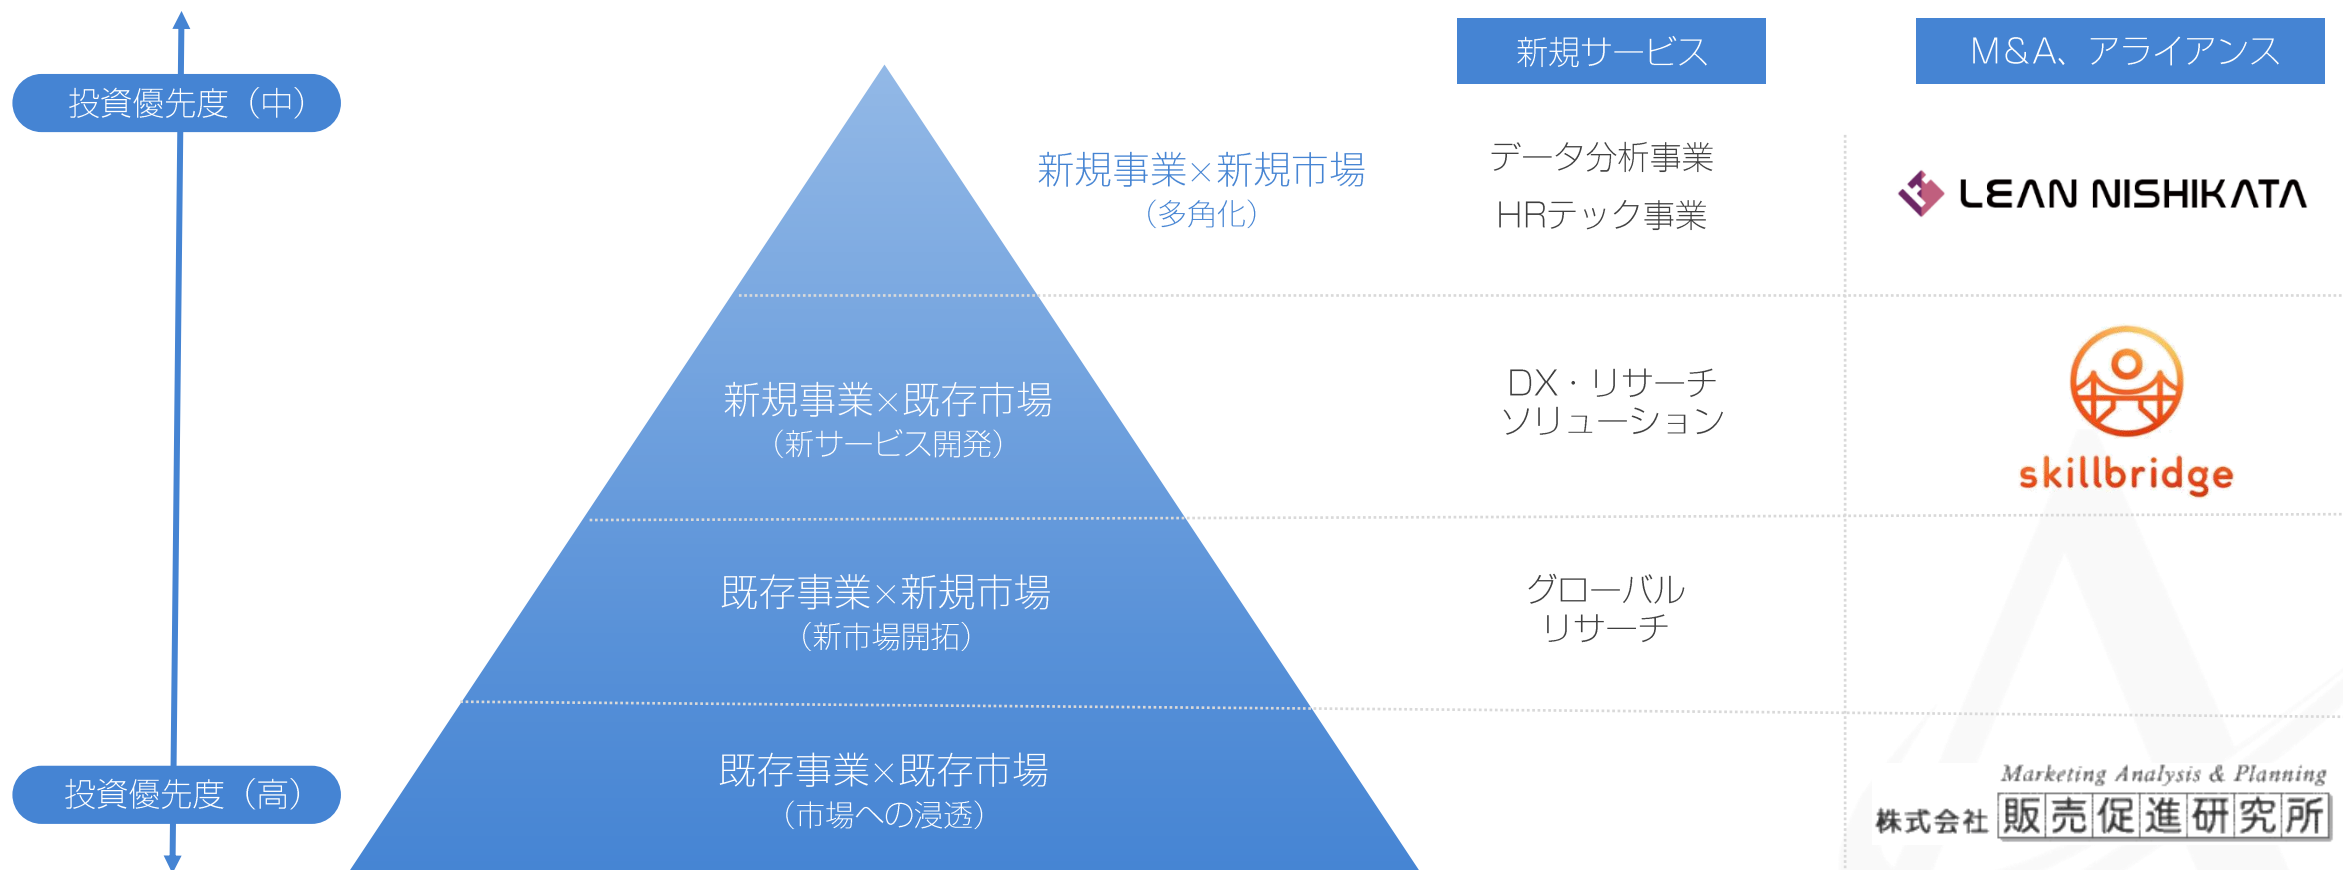 新規サービス
M&A、アライアンス
投資優先度（中）
新規事業×新規市場
（多角化）
データ分析事業
HRテック事業
LEAN NISHIKATA
新規事業×既存市場
（新サービス開発）
DX・リサーチ
ソリューション
skillbridge
既存事業×新規市場
（新市場開拓）
グローバル
リサーチ
投資優先度（高）
既存事業×既存市場
（市場への浸透）
Marketing Analysis & Planning
株式会社 販売促進研究所